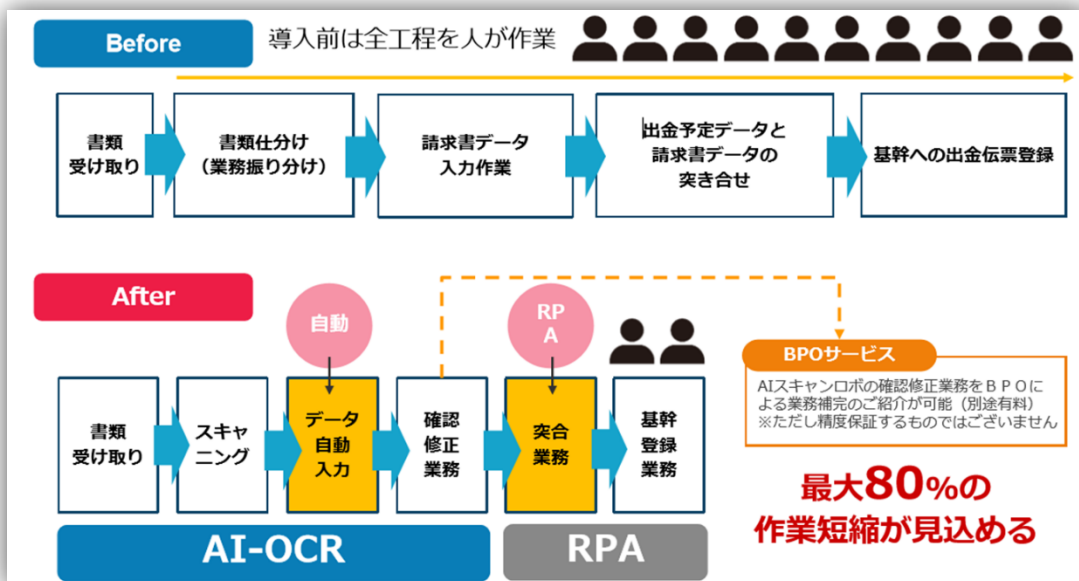 Before
導入前は全工程を人が作業
書類
受け取り
書類仕分け
（業務振り分け）
請求書データ
入力作業
出金予定データと
請求書データの
突き合せ
基幹への出金伝票登録
After
自動
RP
A
BPOサービス
AIスキャンロボの確認修正業務をＢＰＯに
よる業務補完のご紹介が可能（別途有料）
※ただし精度保証するものではございません
書類
受け取り
スキャ
ニング
データ
自動
入力
確認
修正
業務
突合
業務
基幹
登録
業務
最大80%の
作業短縮が見込める
AI-OCR
RPA